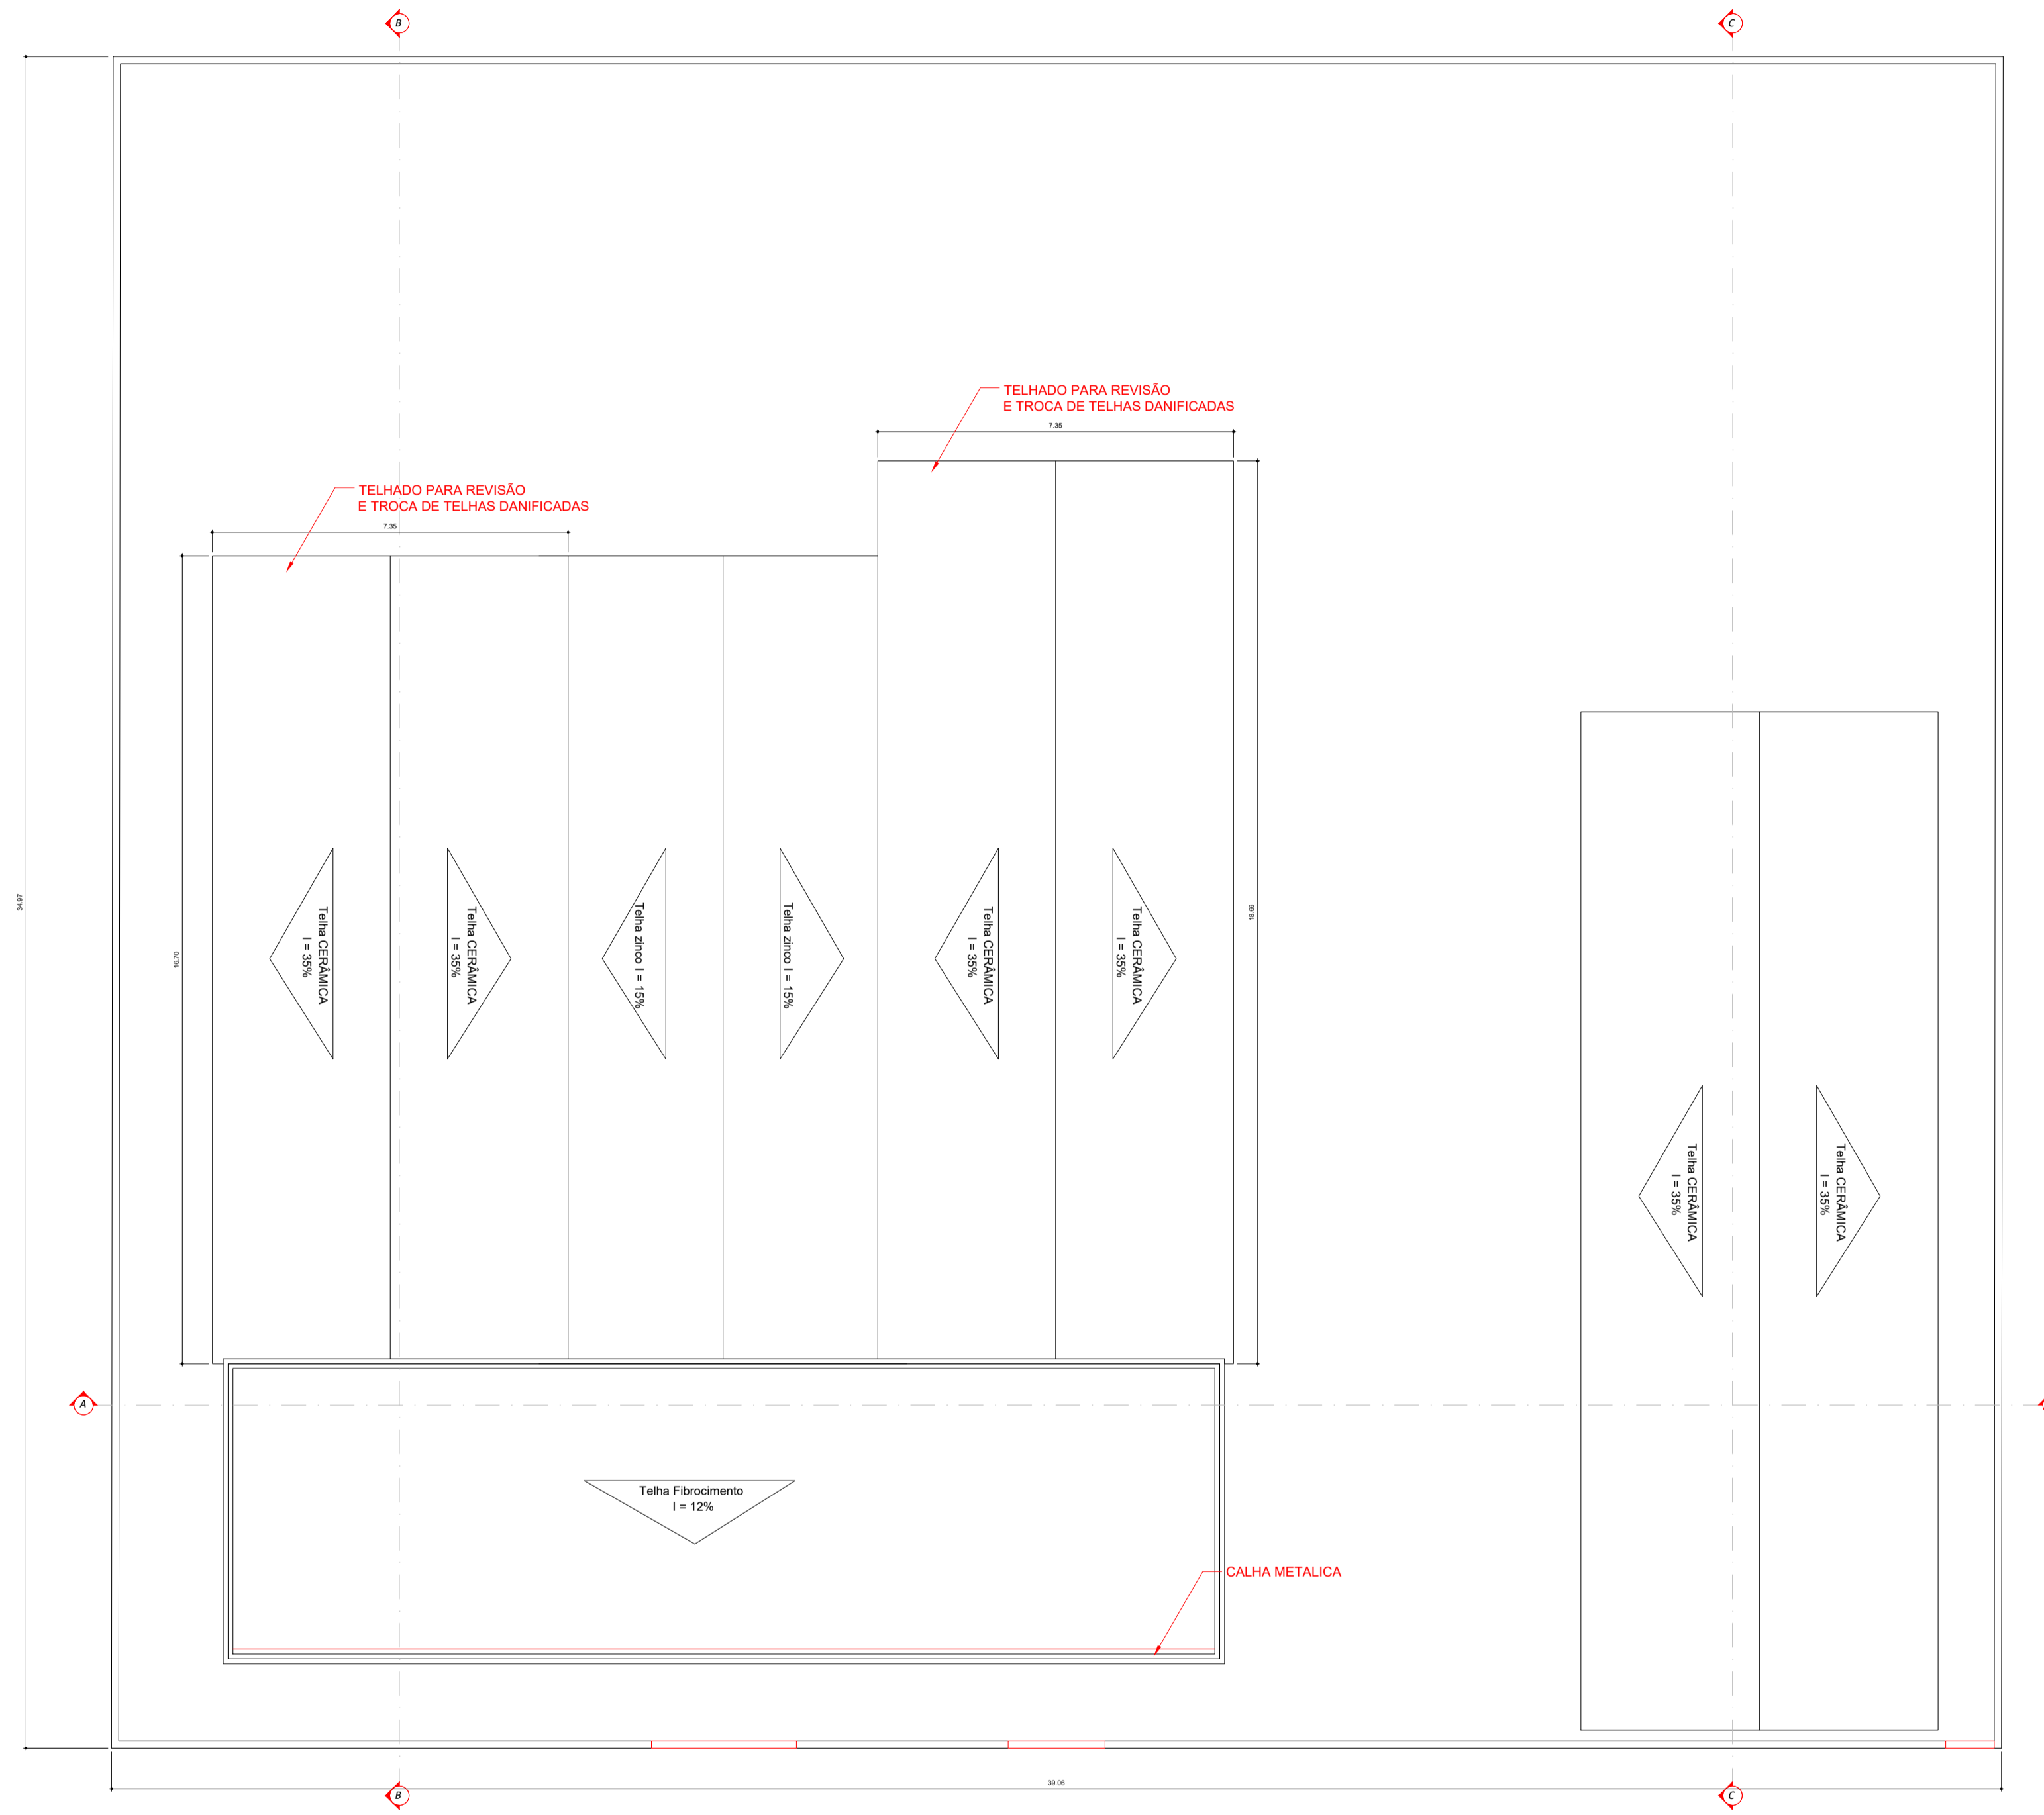 B
C
TELHADO PARA REVISÃO
E TROCA DE TELHAS DANIFICADAS
7.35
TELHADO PARA REVISÃO
E TROCA DE TELHAS DANIFICADAS
7.35
34.97
16.70
Telha CERÂMICA
I = 35%
Telha CERÂMICA
I = 35%
Telha zinco I = 15%
Telha zinco I = 15%
Telha CERÂMICA
I = 35%
Telha CERÂMICA
I = 35%
18.66
Telha CERÂMICA
I = 35%
Telha CERÂMICA
I = 35%
A
Telha Fibrocimento
I = 12%
CALHA METALICA
39.06
B
C